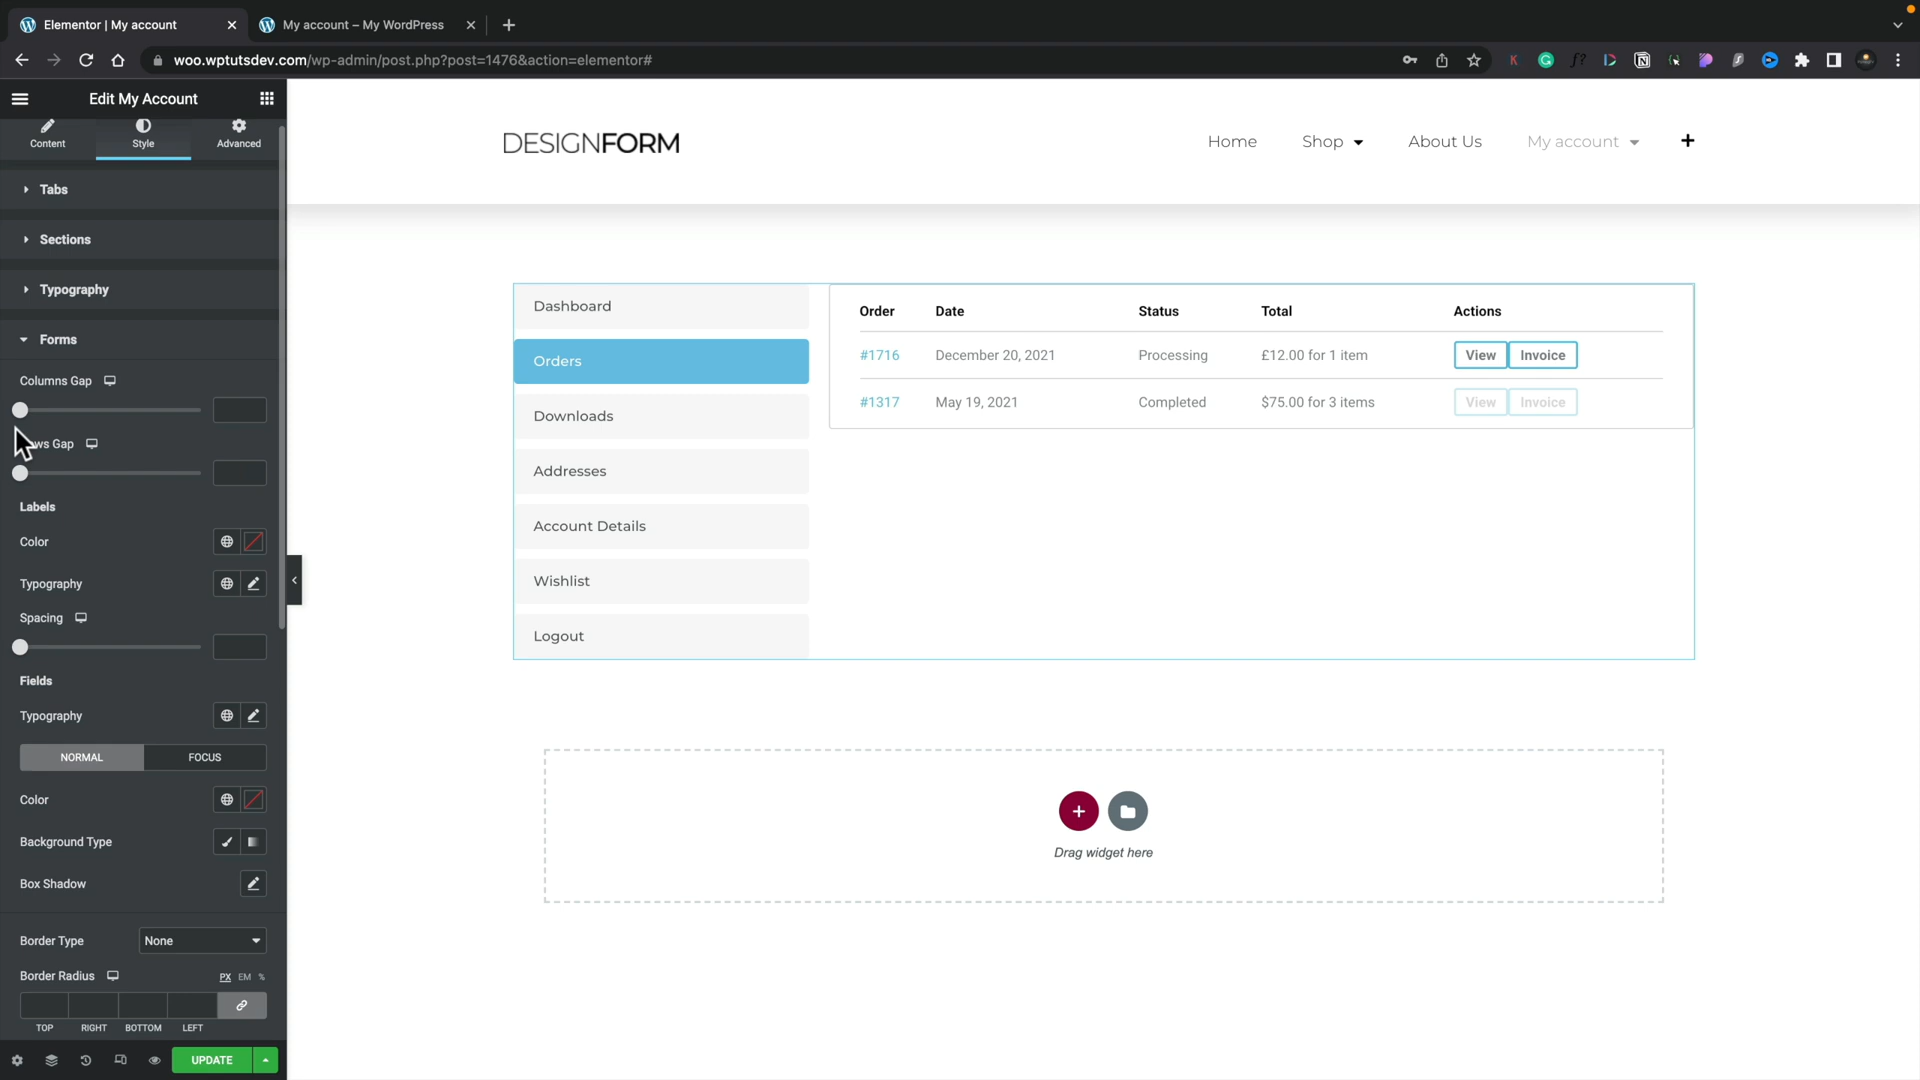 Elementor | My account
My account – My WordPress
woo.wptutsdev.com/wp-admin/post.php?post=1476&action=elementor#
Edit My Account
Content
Style
Advanced
Tabs
Sections
Typography
Forms
Columns Gap
ws Gap
Labels
Color
Typography
Spacing
Fields
Typography
NORMAL
FOCUS
Color
Background Type
Box Shadow
Border Type
None
Border Radius
PX EM %
TOP RIGHT BOTTOM LEFT
UPDATE
DESIGNFORM
Home
Shop
About Us
My account
Dashboard
Orders
Downloads
Addresses
Account Details
Wishlist
Logout
Order Date Status Total Actions
#1716 December 20, 2021 Processing £12.00 for 1 item View Invoice
#1317 May 19, 2021 Completed $75.00 for 3 items View Invoice
Drag widget here